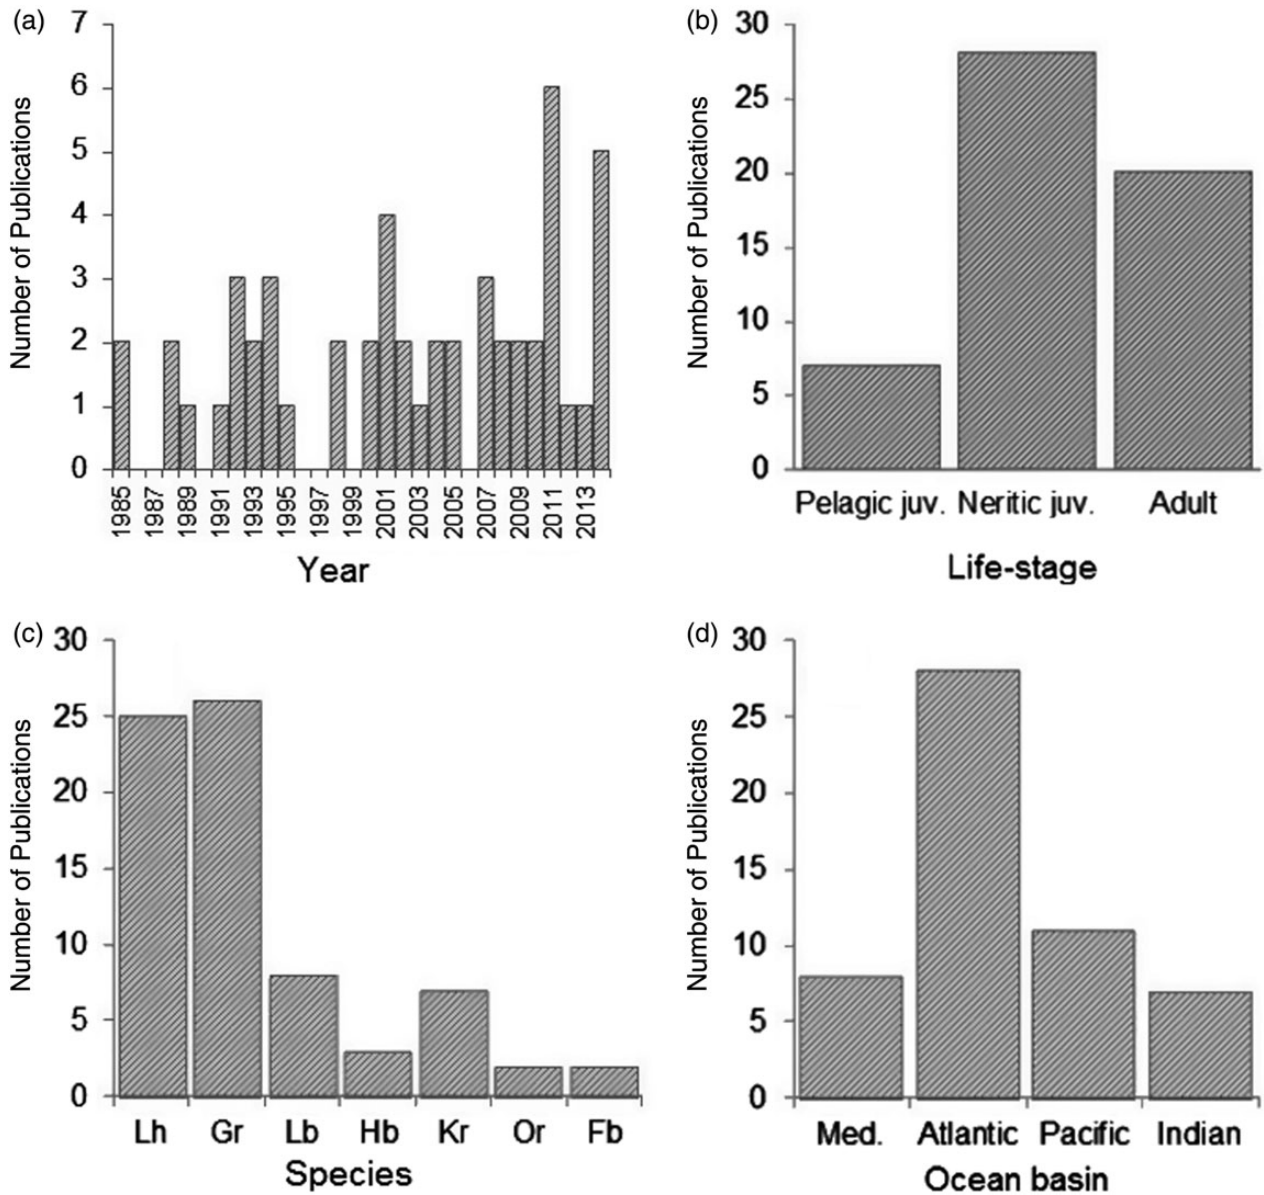 (a)
Number of Publications
7
6
5
4
3
2
1
0
1985 1987 1989 1991 1993 1995 1997 1999 2001 2003 2005 2007 2009 2011 2013
Year
(b)
Number of Publications
30
25
20
15
10
5
0
Pelagic juv. Neritic juv. Adult
Life-stage
(c)
Number of Publications
30
25
20
15
10
5
0
Lh Gr Lb Hb Kr Or Fb
Species
(d)
Number of Publications
30
25
20
15
10
5
0
Med. Atlantic Pacific Indian
Ocean basin